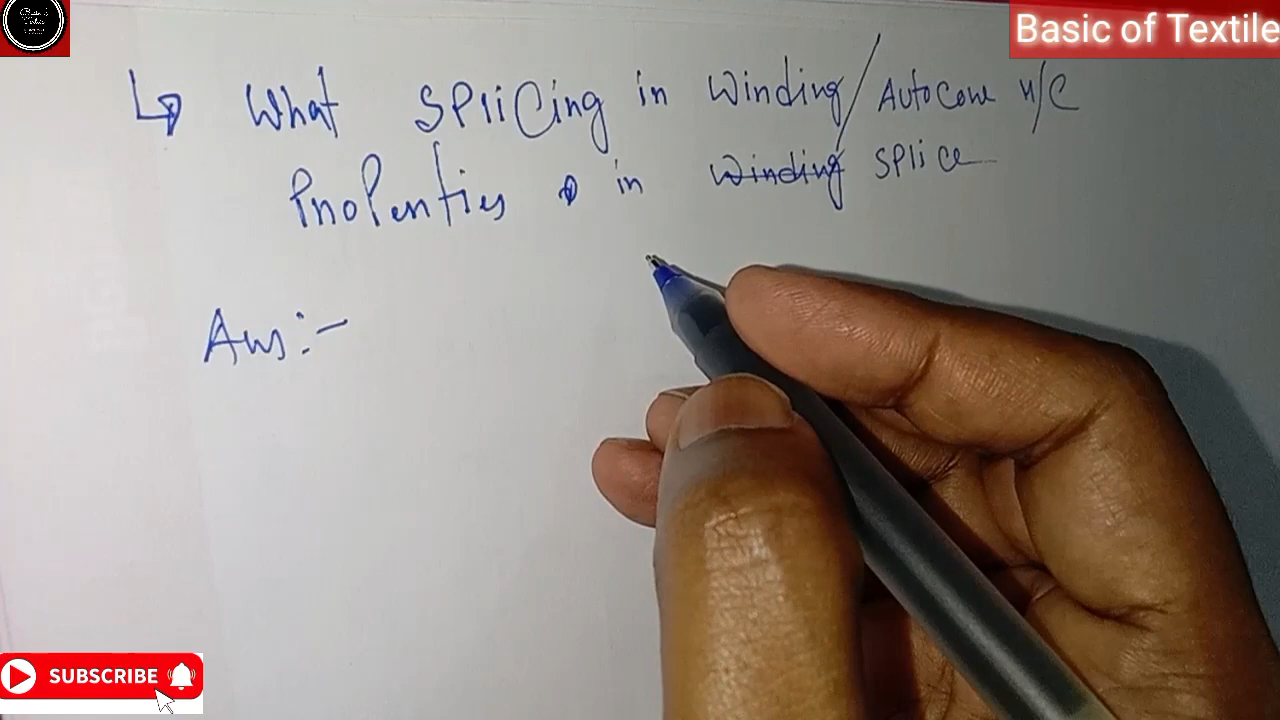 Basic of Textile
↳ What Splicing in Winding/Autocone M/C
Properties in Winding Splice
Ans:-
SUBSCRIBE